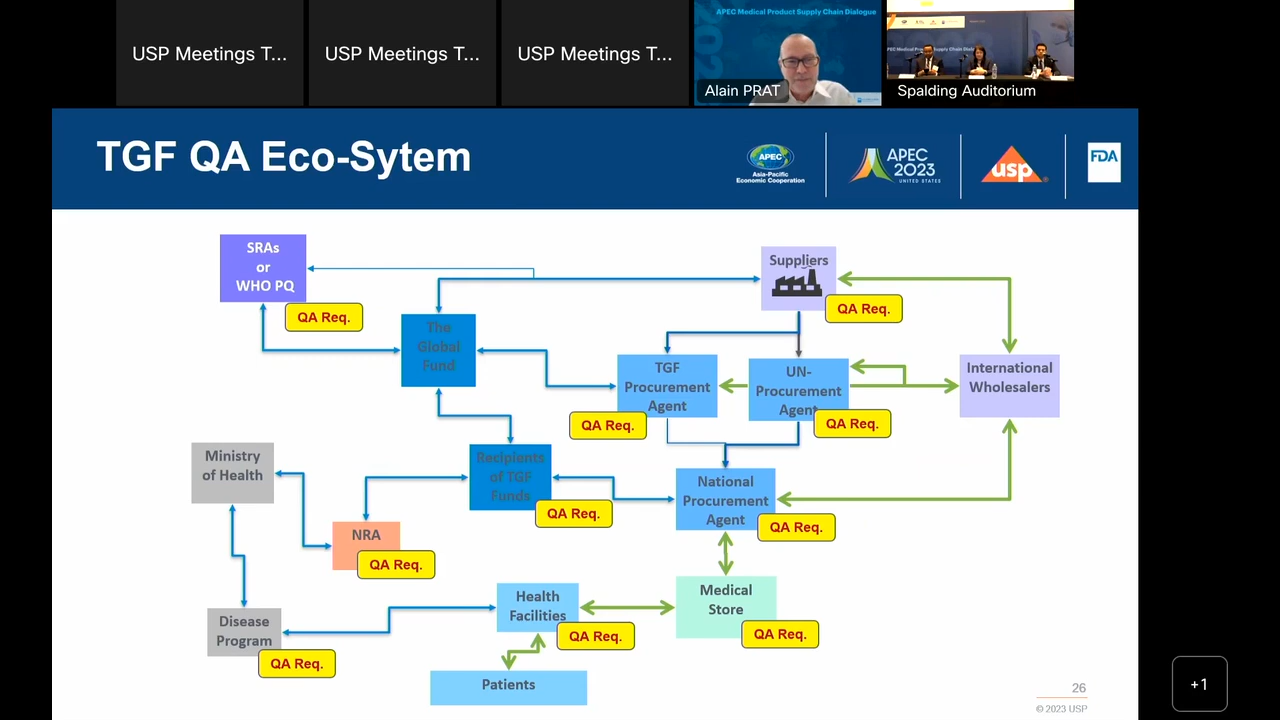 USP Meetings T...
USP Meetings T...
USP Meetings T...
APEC Medical Product Supply Chain Dialogue
Alain PRAT
Spalding Auditorium
TGF QA Eco-Sytem
APEC
Asia-Pacific
Economic Cooperation
APEC
2023
UNITED STATES
usp
FDA
SRAs
or
WHO PQ
QA Req.
Suppliers
QA Req.
The
Global
Fund
TGF
Procurement
Agent
QA Req.
UN-
Procurement
Agent
QA Req.
International
Wholesalers
Ministry
of Health
Recipients
of TGF
Funds
QA Req.
National
Procurement
Agent
QA Req.
NRA
QA Req.
Health
Facilities
QA Req.
Medical
Store
QA Req.
Disease
Program
QA Req.
Patients
26
© 2023 USP
+1